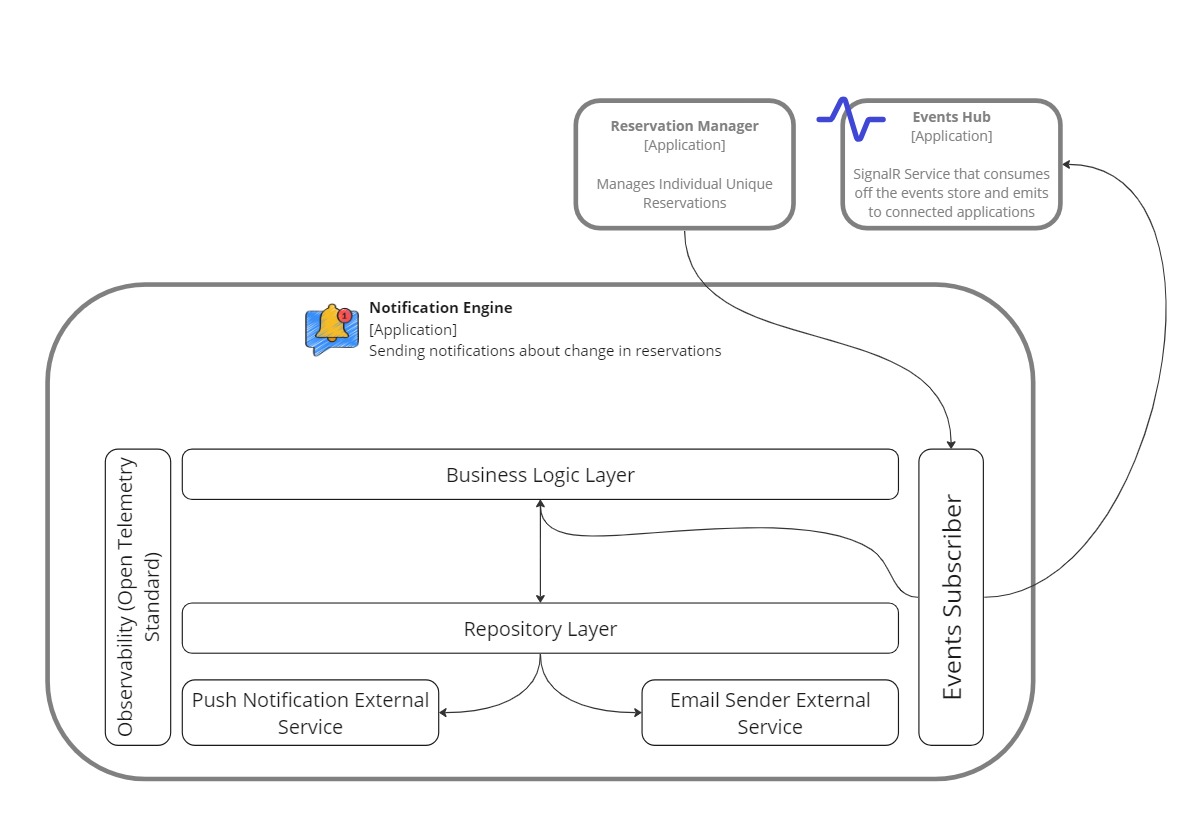 Reservation Manager
[Application]
Manages Individual Unique
Reservations
Events Hub
[Application]
SignalR Service that consumes
off the events store and emits
to connected applications
1
Notification Engine
[Application]
Sending notifications about change in reservations
Observability (Open Telemetry
Standard)
Business Logic Layer
Repository Layer
Push Notification External
Service
Email Sender External
Service
Events Subscriber